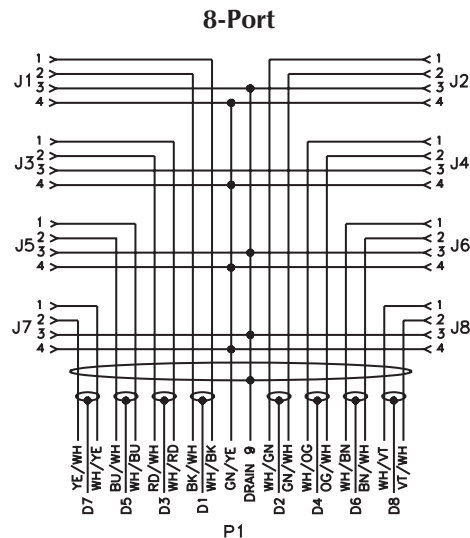 8-Port
1 1
J1 2 2 J2
3 3
4 4
1 1
J3 2 2 J4
3 3
4 4
1 1
J5 2 2 J6
3 3
4 4
1 1
J7 2 2 J8
3 3
4 4
YE/WH
D7
WH/YE
BU/WH
D5
WH/BU
RD/WH
D3
WH/RD
BK/WH
D1
WH/BK
GN/YE
DRAIN 9
WH/GN
D2
GN/WH
WH/OG
D4
OG/WH
WH/BN
D6
BN/WH
WH/VT
D8
VT/WH
P1